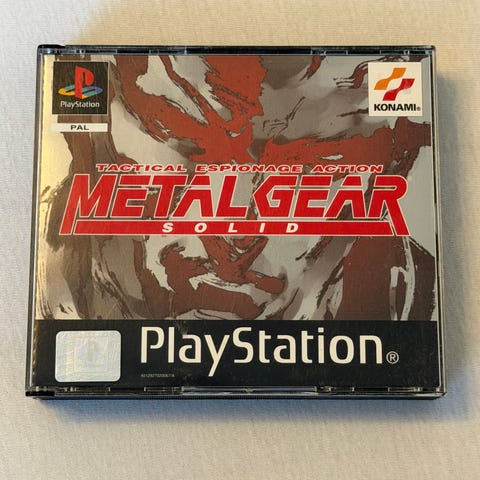 PlayStation
PAL
KONAMI®
TACTICAL ESPIONAGE ACTION
METAL GEAR
SOLID
PlayStation®